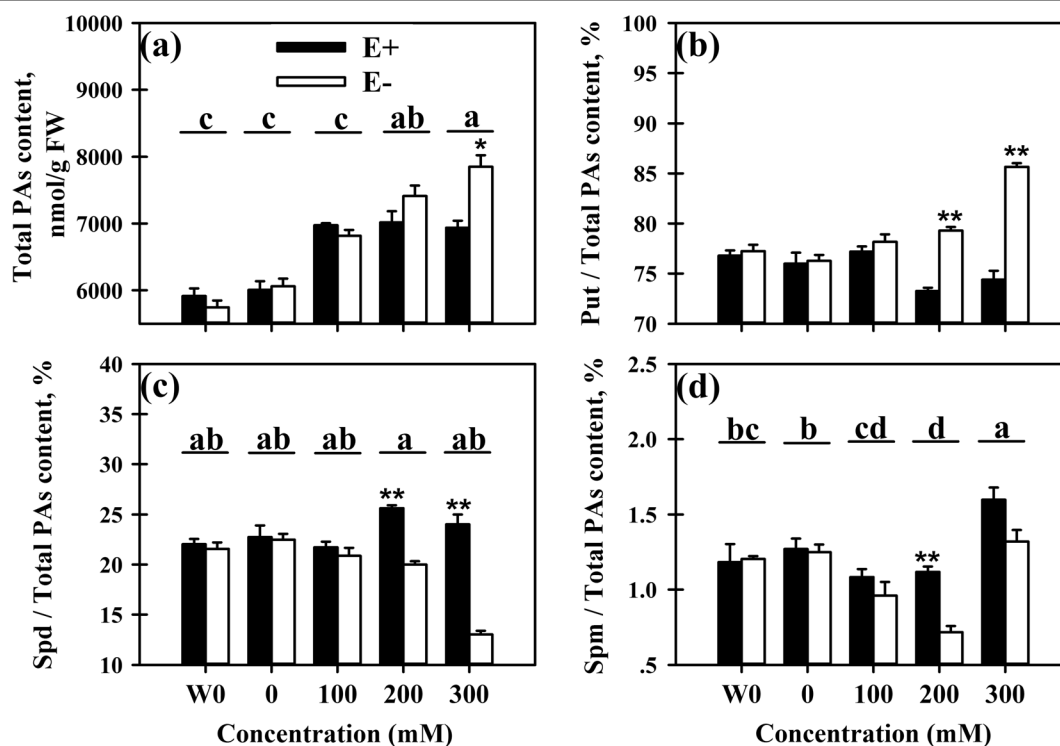 (a)
E+
E-
Total PAs content,
nmol/g FW
10000
9000
8000
7000
6000
c c c ab a
*
(b)
Put / Total PAs content, %
100
95
90
85
80
75
70
**
**
(c)
Spd / Total PAs content, %
40
35
30
25
20
15
10
ab ab ab a ab
** **
W0 0 100 200 300
Concentration (mM)
(d)
Spm / Total PAs content, %
2.5
2.0
1.5
1.0
.5
bc b cd d a
**
W0 0 100 200 300
Concentration (mM)